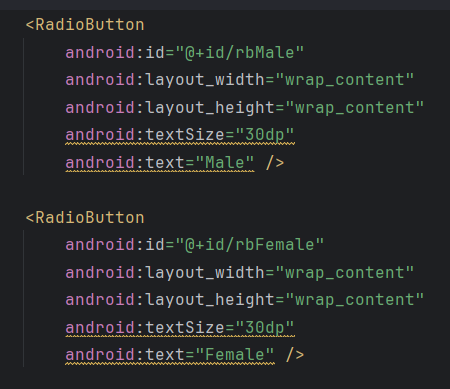 <RadioButton
android:id="@+id/rbMale"
android:layout_width="wrap_content"
android:layout_height="wrap_content"
android:textSize="30dp"
android:text="Male" />
<RadioButton
android:id="@+id/rbFemale"
android:layout_width="wrap_content"
android:layout_height="wrap_content"
android:textSize="30dp"
android:text="Female" />